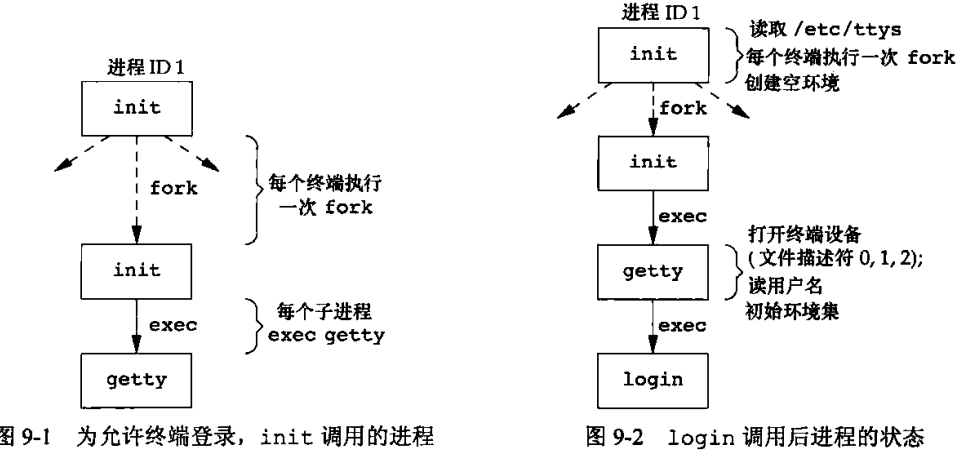 进程 ID 1
init
fork
每个终端执行
一次 fork
init
exec
每个子进程
exec getty
getty
图 9-1 为允许终端登录，init 调用的进程
进程 ID 1
init
读取 /etc/ttys
每个终端执行一次 fork
创建空环境
fork
init
exec
getty
打开终端设备
(文件描述符 0, 1, 2);
读用户名
初始环境集
exec
login
图 9-2 login 调用后进程的状态